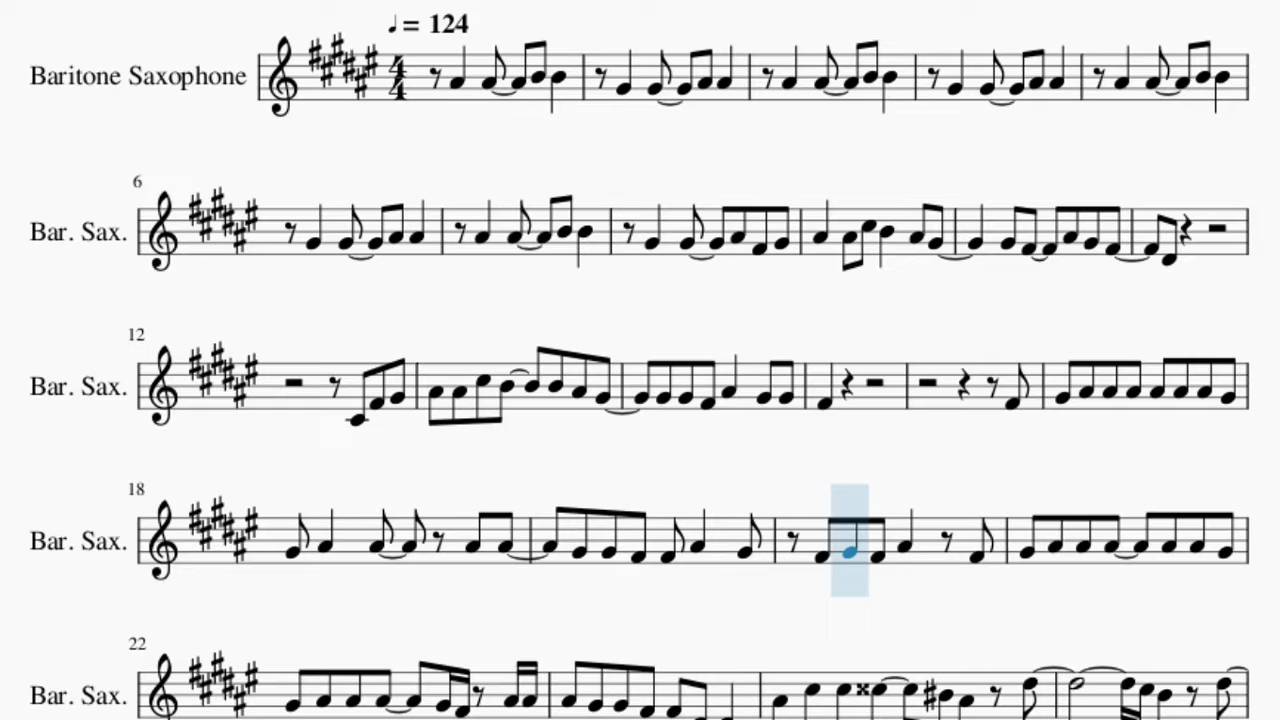 ♩= 124
Baritone Saxophone
4
4
6
Bar. Sax.
12
Bar. Sax.
18
Bar. Sax.
22
Bar. Sax.